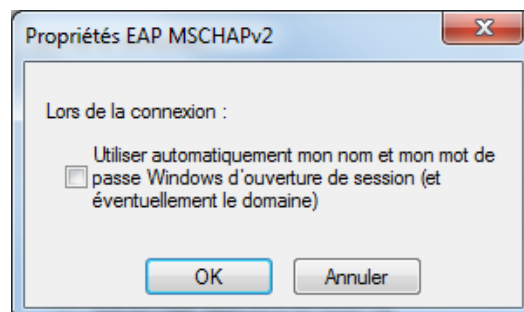 Propriétés EAP MSCHAPv2
Lors de la connexion :
Utiliser automatiquement mon nom et mon mot de
passe Windows d'ouverture de session (et
éventuellement le domaine)
OK
Annuler